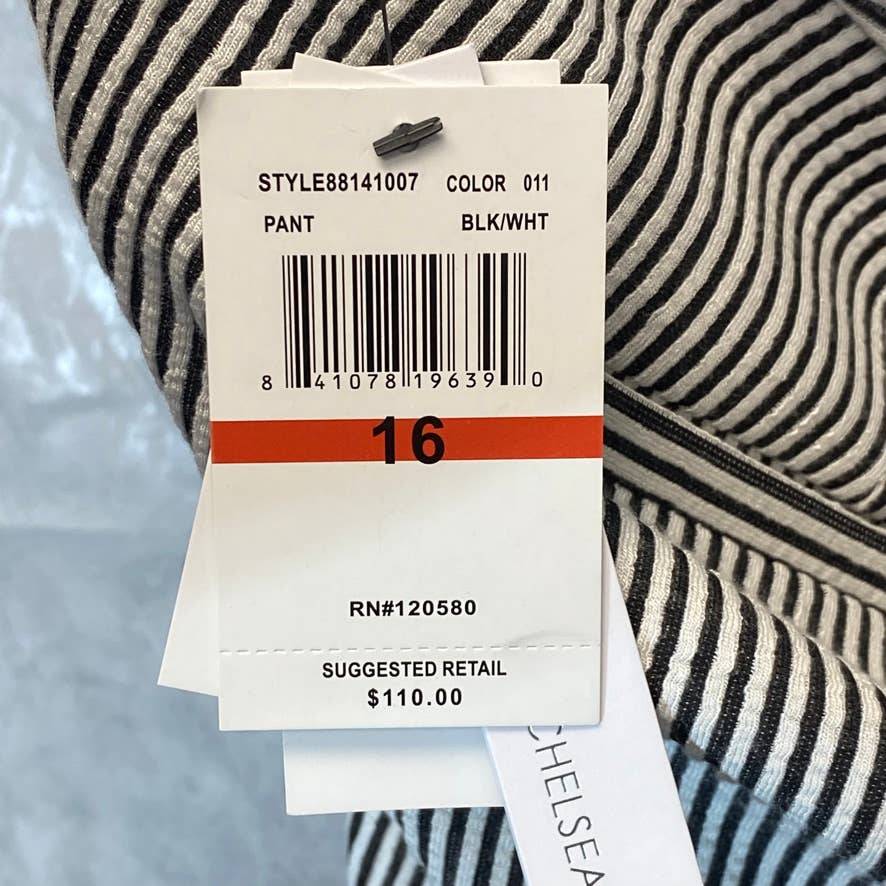 STYLE88141007 COLOR 011
PANT BLK/WHT
8 41078 19639 0
16
RN#120580
SUGGESTED RETAIL
$110.00
CHELSEA